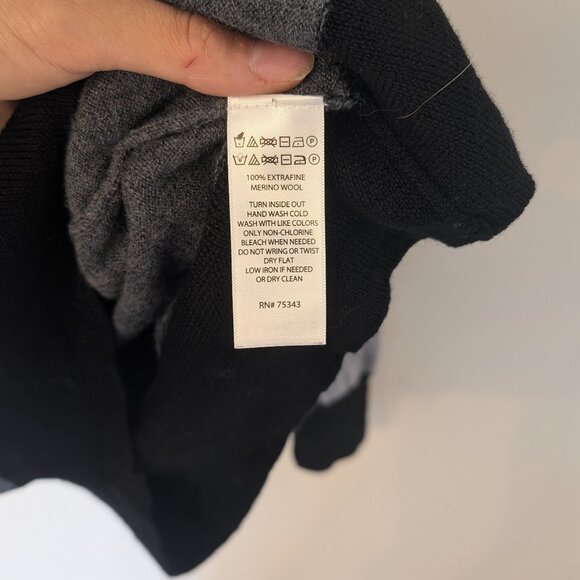 100% EXTRAFINE
MERINO WOOL
TURN INSIDE OUT
HAND WASH COLD
WASH WITH LIKE COLORS
ONLY NON-CHLORINE
BLEACH WHEN NEEDED
DO NOT WRING OR TWIST
DRY FLAT
LOW IRON IF NEEDED
OR DRY CLEAN
RN# 75343